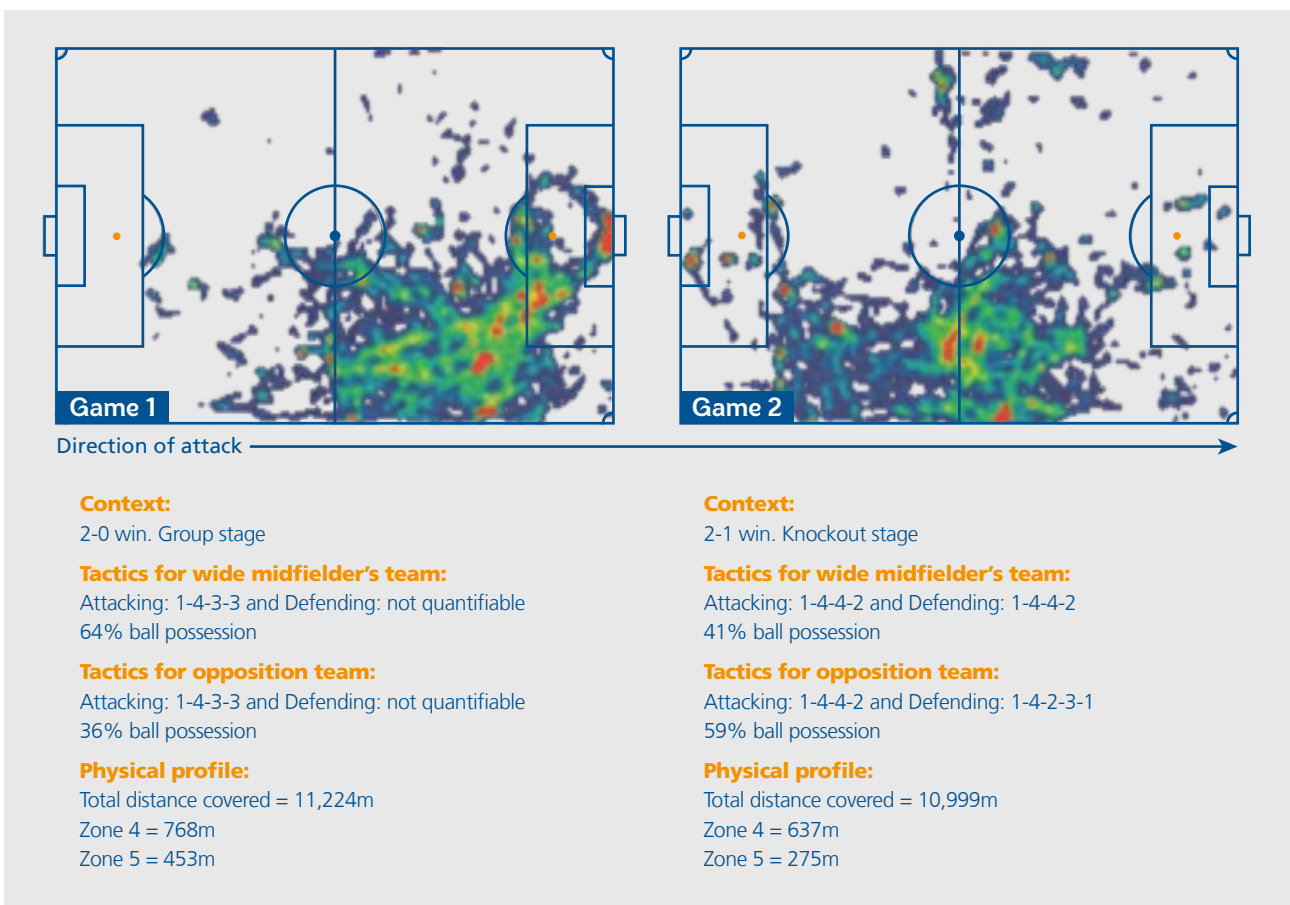 Game 1
Game 2
Direction of attack
Context:
2-0 win. Group stage
Tactics for wide midfielder's team:
Attacking: 1-4-3-3 and Defending: not quantifiable
64% ball possession
Tactics for opposition team:
Attacking: 1-4-3-3 and Defending: not quantifiable
36% ball possession
Physical profile:
Total distance covered = 11,224m
Zone 4 = 768m
Zone 5 = 453m
Context:
2-1 win. Knockout stage
Tactics for wide midfielder's team:
Attacking: 1-4-4-2 and Defending: 1-4-4-2
41% ball possession
Tactics for opposition team:
Attacking: 1-4-4-2 and Defending: 1-4-2-3-1
59% ball possession
Physical profile:
Total distance covered = 10,999m
Zone 4 = 637m
Zone 5 = 275m